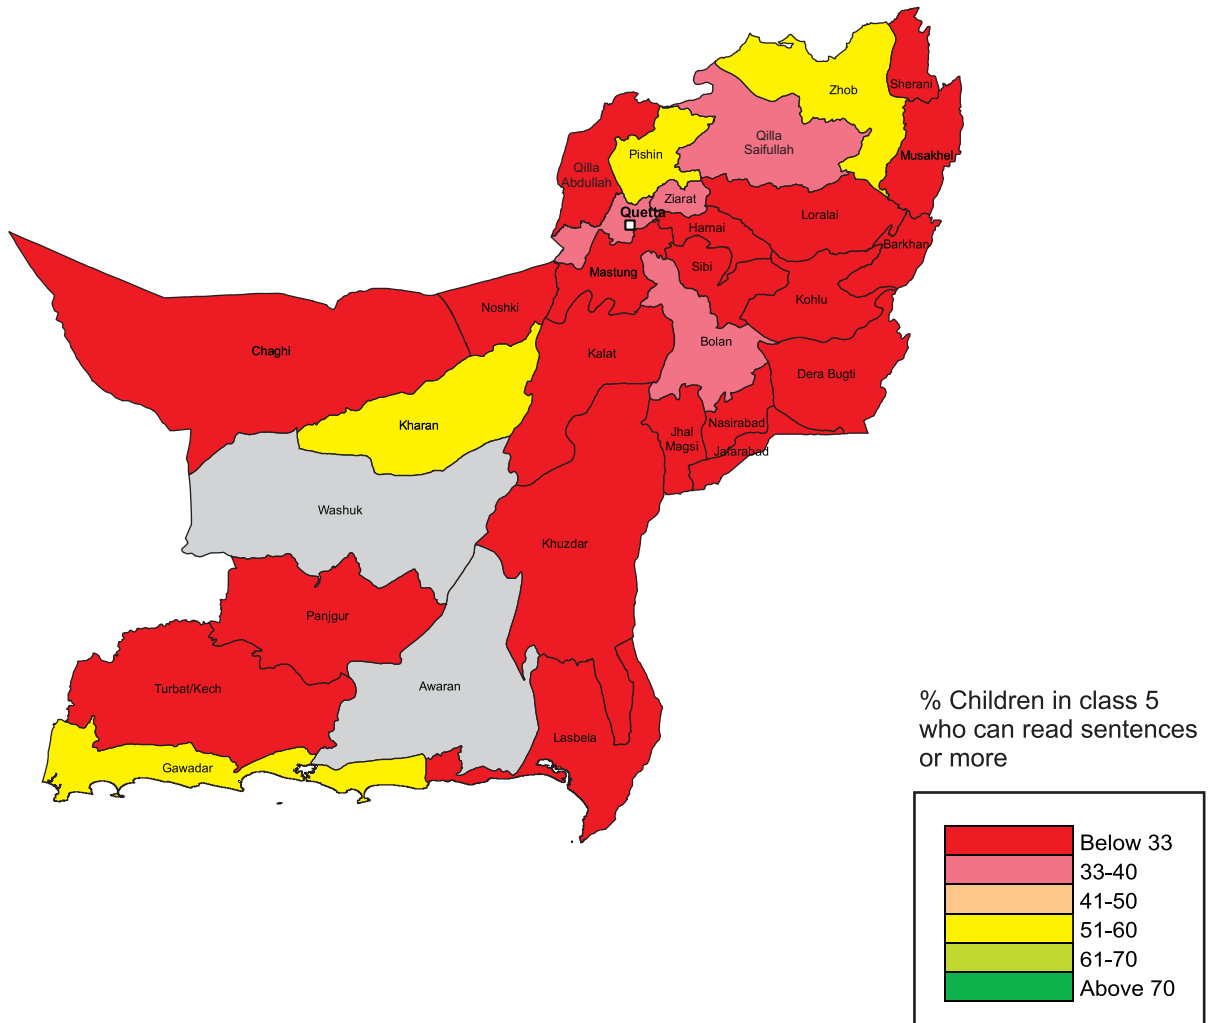 Sherani
Zhob
Qilla
Saifullah
Musakhel
Pishin
Qilla
Abdullah
Ziarat
Quetta
Loralai
Harnai
Barkhan
Sibi
Mastung
Kohlu
Noshki
Bolan
Chaghi
Kalat
Dera Bugti
Kharan
Nasirabad
Jhal
Magsi
Jafarabad
Washuk
Khuzdar
Panjgur
Awaran
Turbat/Kech
Lasbela
Gawadar
% Children in class 5
who can read sentences
or more
Below 33
33-40
41-50
51-60
61-70
Above 70